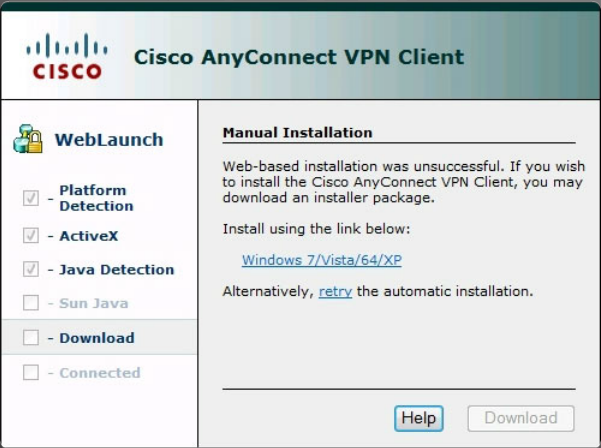 CISCO
Cisco AnyConnect VPN Client
WebLaunch
- Platform
Detection
- ActiveX
- Java Detection
- Sun Java
- Download
- Connected
Manual Installation
Web-based installation was unsuccessful. If you wish
to install the Cisco AnyConnect VPN Client, you may
download an installer package.
Install using the link below:
Windows 7/Vista/64/XP
Alternatively, retry the automatic installation.
Help
Download